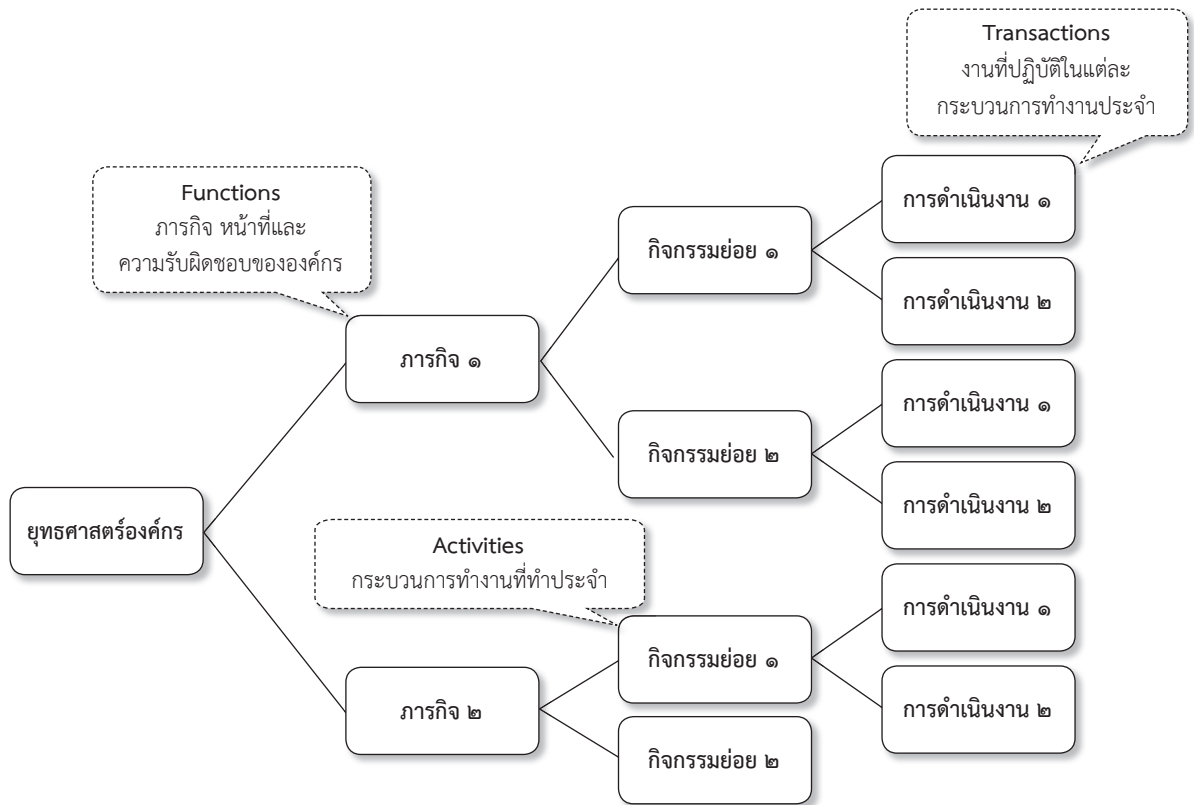 Transactions
งานที่ปฏิบัติในแต่ละ
กระบวนการทำงานประจำ
Functions
ภารกิจ หน้าที่และ
ความรับผิดชอบขององค์กร
การดำเนินงาน ๑
กิจกรรมย่อย ๑
การดำเนินงาน ๒
ภารกิจ ๑
การดำเนินงาน ๑
กิจกรรมย่อย ๒
การดำเนินงาน ๒
ยุทธศาสตร์องค์กร
Activities
กระบวนการทำงานที่ทำประจำ
การดำเนินงาน ๑
กิจกรรมย่อย ๑
การดำเนินงาน ๒
ภารกิจ ๒
กิจกรรมย่อย ๒